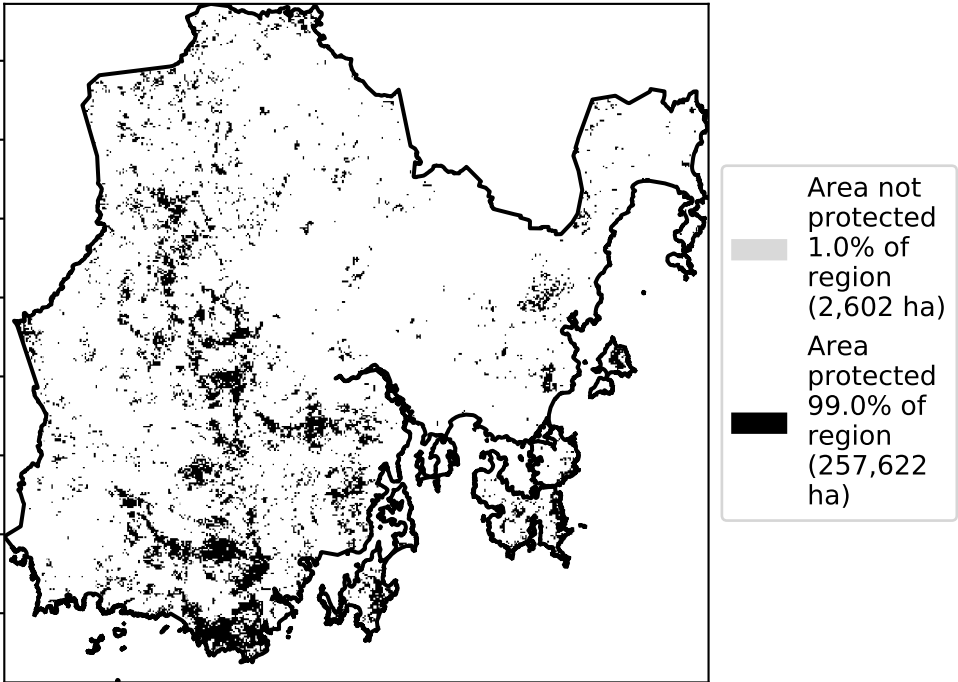 Area not
protected
1.0% of
region
(2,602 ha)
Area
protected
99.0% of
region
(257,622
ha)